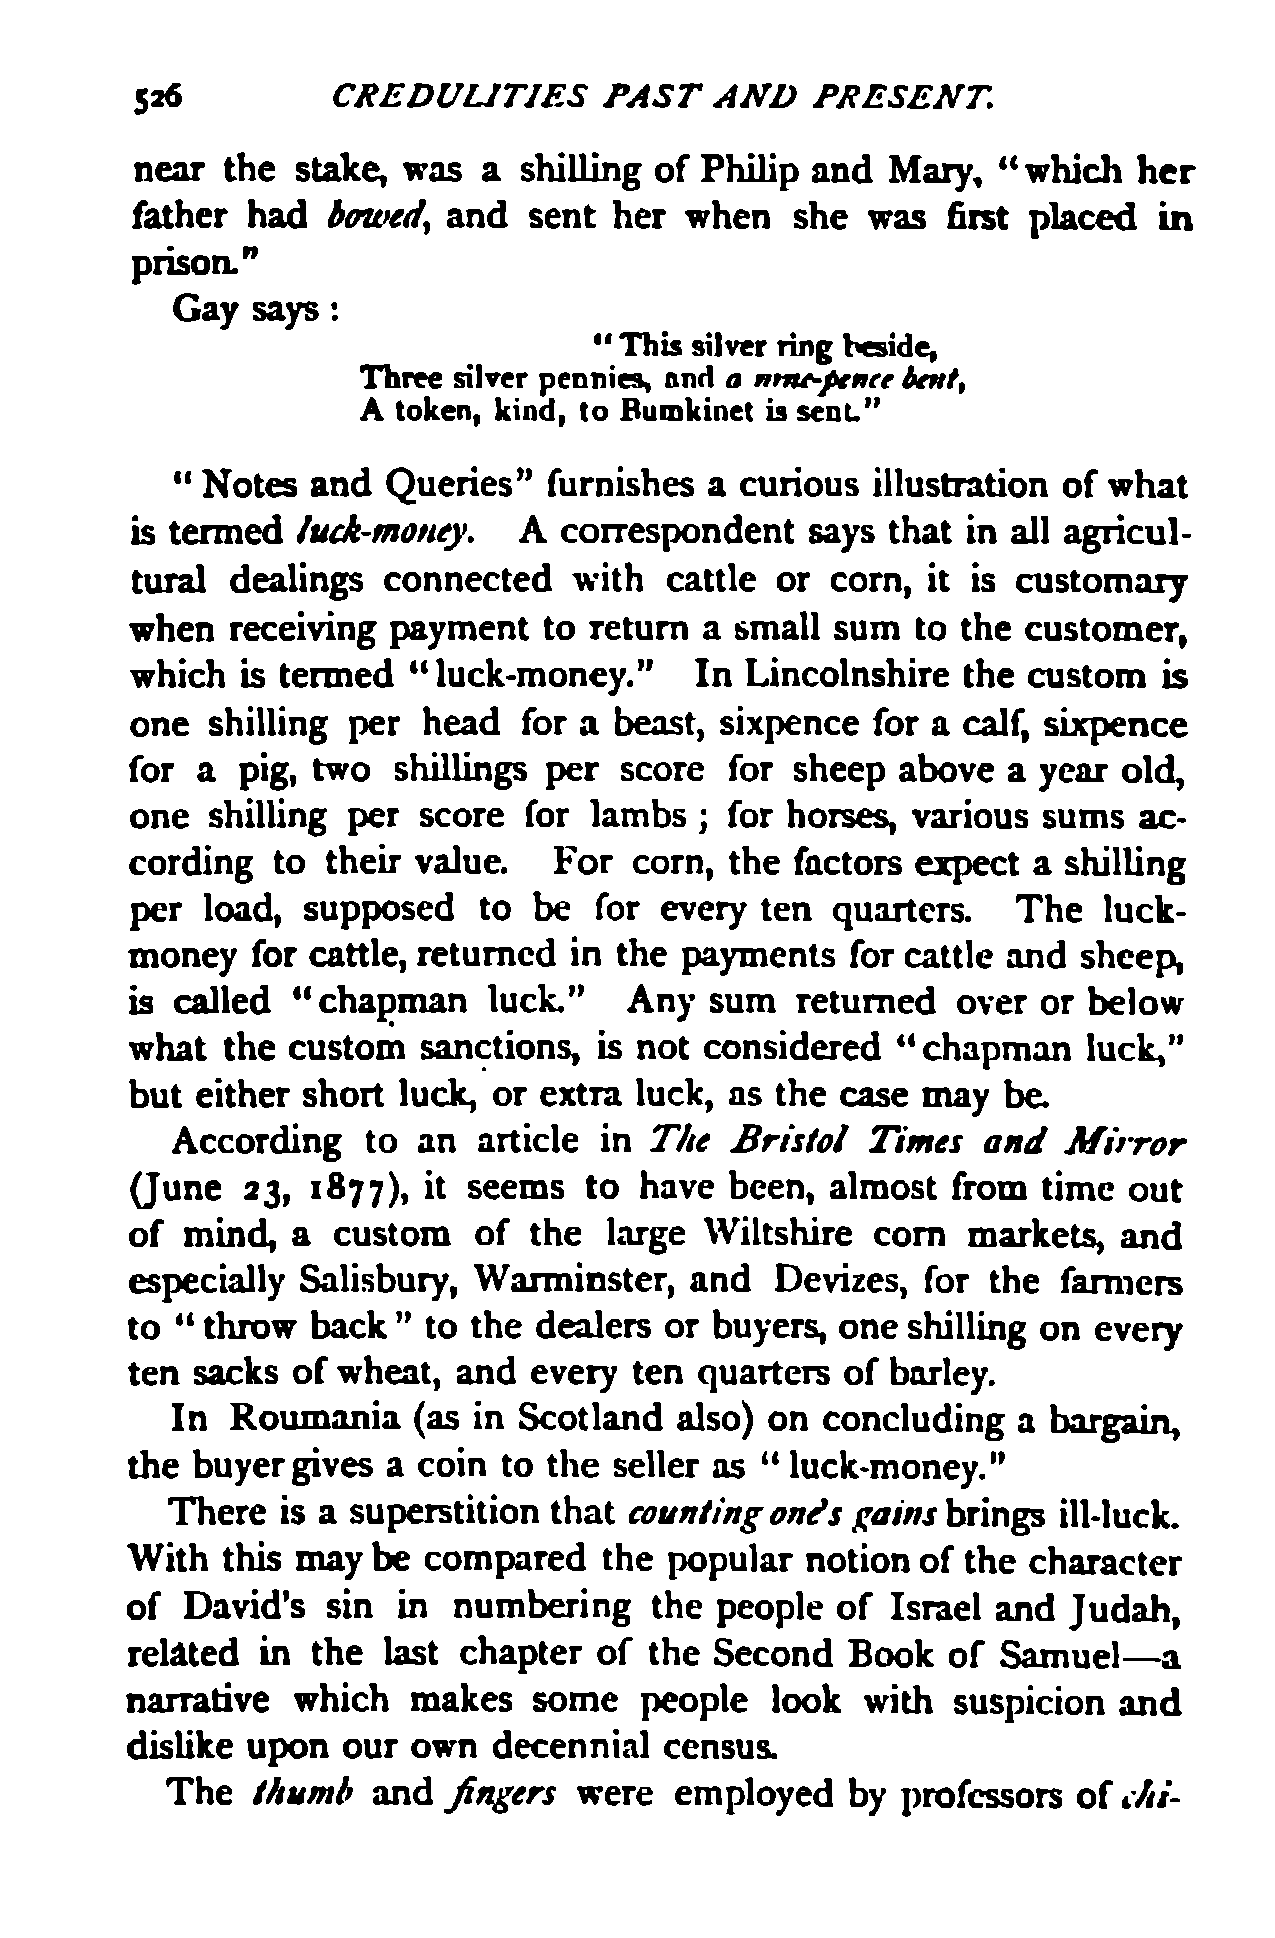 526 CREDULITIES PAST AND PRESENT.
near the stake, was a shilling of Philip and Mary, "which her
father had bowed, and sent her when she was first placed in
prison."
Gay says :
"This silver ring beside,
Three silver pennies, and a nine-pence bent,
A token, kind, to Bumkinet is sent."
"Notes and Queries" furnishes a curious illustration of what
is termed luck-money. A correspondent says that in all agricul-
tural dealings connected with cattle or corn, it is customary
when receiving payment to return a small sum to the customer,
which is termed "luck-money." In Lincolnshire the custom is
one shilling per head for a beast, sixpence for a calf, sixpence
for a pig, two shillings per score for sheep above a year old,
one shilling per score for lambs ; for horses, various sums ac-
cording to their value. For corn, the factors expect a shilling
per load, supposed to be for every ten quarters. The luck-
money for cattle, returned in the payments for cattle and sheep,
is called "chapman luck." Any sum returned over or below
what the custom sanctions, is not considered "chapman luck,"
but either short luck, or extra luck, as the case may be.
According to an article in The Bristol Times and Mirror
(June 23, 1877), it seems to have been, almost from time out
of mind, a custom of the large Wiltshire corn markets, and
especially Salisbury, Warminster, and Devizes, for the farmers
to "throw back" to the dealers or buyers, one shilling on every
ten sacks of wheat, and every ten quarters of barley.
In Roumania (as in Scotland also) on concluding a bargain,
the buyer gives a coin to the seller as "luck-money."
There is a superstition that counting one's gains brings ill-luck.
With this may be compared the popular notion of the character
of David's sin in numbering the people of Israel and Judah,
related in the last chapter of the Second Book of Samuel—a
narrative which makes some people look with suspicion and
dislike upon our own decennial census.
The thumb and fingers were employed by professors of chi-